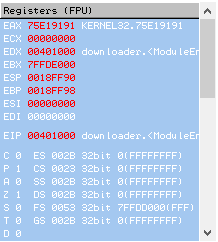 Registers (FPU)
EAX 75E19191 KERNEL32.75E19191
ECX 00000000
EDX 00401000 downloader.<ModuleEn
EBX 7FFDE000
ESP 0018FF90
EBP 0018FF98
ESI 00000000
EDI 00000000
EIP 00401000 downloader.<ModuleEn
C 0 ES 002B 32bit 0(FFFFFFFF)
P 1 CS 0023 32bit 0(FFFFFFFF)
A 0 SS 002B 32bit 0(FFFFFFFF)
Z 1 DS 002B 32bit 0(FFFFFFFF)
S 0 FS 0053 32bit 7FFDD000(FFF)
T 0 GS 002B 32bit 0(FFFFFFFF)
D 0